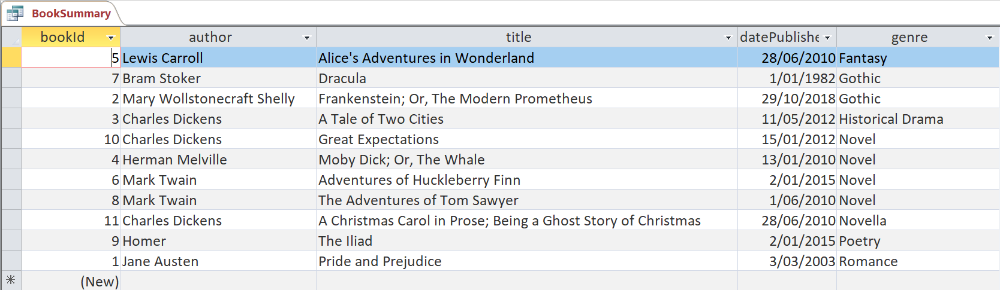 BookSummary
bookId author title datePublishe genre
5 Lewis Carroll Alice's Adventures in Wonderland 28/06/2010 Fantasy
7 Bram Stoker Dracula 1/01/1982 Gothic
2 Mary Wollstonecraft Shelly Frankenstein; Or, The Modern Prometheus 29/10/2018 Gothic
3 Charles Dickens A Tale of Two Cities 11/05/2012 Historical Drama
10 Charles Dickens Great Expectations 15/01/2012 Novel
4 Herman Melville Moby Dick; Or, The Whale 13/01/2010 Novel
6 Mark Twain Adventures of Huckleberry Finn 2/01/2015 Novel
8 Mark Twain The Adventures of Tom Sawyer 1/06/2010 Novel
11 Charles Dickens A Christmas Carol in Prose; Being a Ghost Story of Christmas 28/06/2010 Novella
9 Homer The Iliad 2/01/2015 Poetry
1 Jane Austen Pride and Prejudice 3/03/2003 Romance
(New)